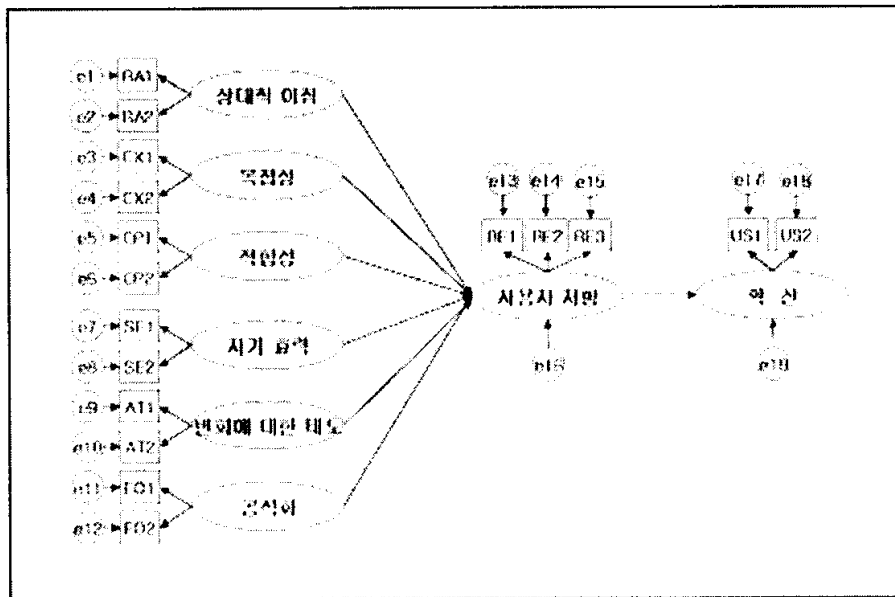 e1 RA1
상대적 이점
e2 RA2
e3 CX1
복잡성
e4 CX2
e5 CP1
적합성
e6 CP2
e7 SE1
자기 효력
e8 SE2
e9 AT1
변화에 대한 태도
e10 AT2
e11 FO1
공식화
e12 FO2
e13 e14 e15
RE1 RE2 RE3
사용자 저항
e16
e17 e18
US1 US2
확 산
e19